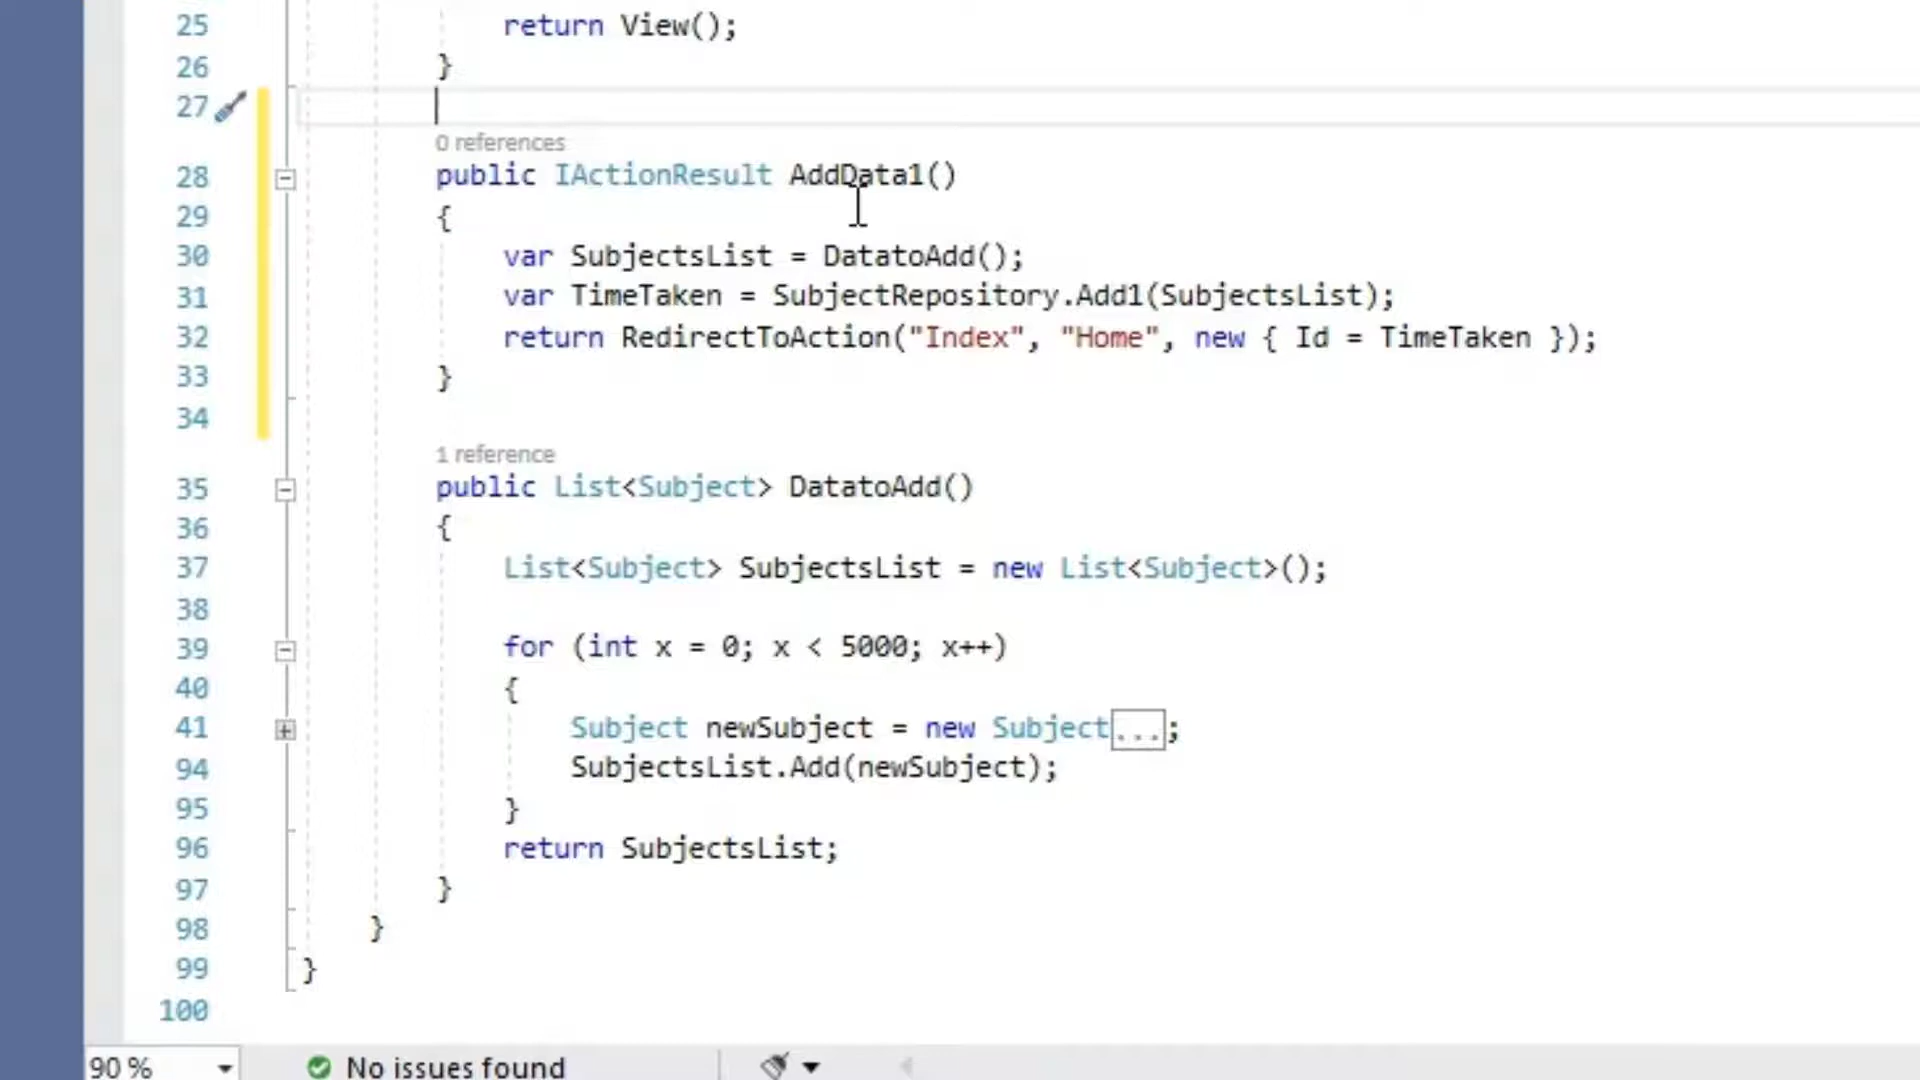 25 return View();
26 }
27
0 references
28 public IActionResult AddData1()
29 {
30 var SubjectsList = DatatoAdd();
31 var TimeTaken = SubjectRepository.Add1(SubjectsList);
32 return RedirectToAction("Index", "Home", new { Id = TimeTaken });
33 }
34
1 reference
35 public List<Subject> DatatoAdd()
36 {
37 List<Subject> SubjectsList = new List<Subject>();
38
39 for (int x = 0; x < 5000; x++)
40 {
41 Subject newSubject = new Subject...;
94 SubjectsList.Add(newSubject);
95 }
96 return SubjectsList;
97 }
98 }
99 }
100
90 % No issues found